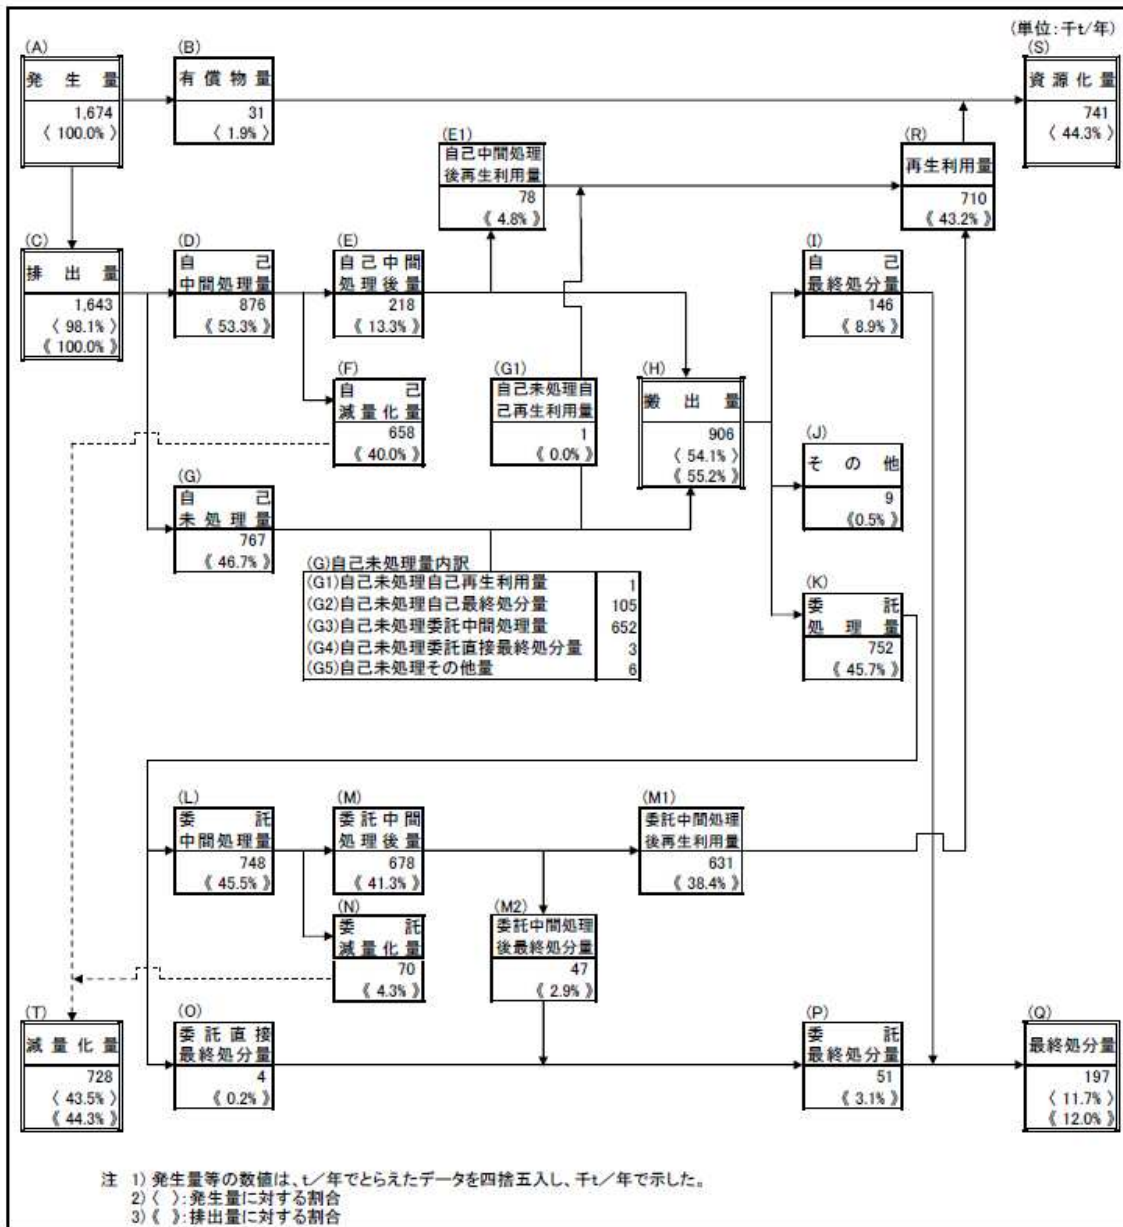 (単位:千t/年)
(A)
発生量
1,674
〈 100.0% 〉
(B)
有償物量
31
〈 1.9% 〉
(S)
資源化量
741
〈 44.3% 〉
(E1)
自己中間処理
後再生利用量
78
《 4.8% 》
(R)
再生利用量
710
《 43.2% 》
(C)
排出量
1,643
〈 98.1% 〉
《 100.0% 》
(D)
自己
中間処理量
876
《 53.3% 》
(E)
自己中間
処理後量
218
《 13.3% 》
(I)
自己
最終処分量
146
《 8.9% 》
(F)
自己
減量化量
658
《 40.0% 》
(G1)
自己未処理自
己再生利用量
1
《 0.0% 》
(H)
搬出量
906
〈 54.1% 〉
《 55.2% 》
(J)
その他
9
《0.5% 》
(G)
自己
未処理量
767
《 46.7% 》
(G)自己未処理量内訳
(G1)自己未処理自己再生利用量 1
(G2)自己未処理自己最終処分量 105
(G3)自己未処理委託中間処理量 652
(G4)自己未処理委託直接最終処分量 3
(G5)自己未処理その他量 6
(K)
委託
処理量
752
《 45.7% 》
(L)
委託
中間処理量
748
《 45.5% 》
(M)
委託中間
処理後量
678
《 41.3% 》
(M1)
委託中間処理
後再生利用量
631
《 38.4% 》
(N)
委託
減量化量
70
《 4.3% 》
(M2)
委託中間処理
後最終処分量
47
《 2.9% 》
(T)
減量化量
728
〈 43.5% 〉
《 44.3% 》
(O)
委託直接
最終処分量
4
《 0.2% 》
(P)
委託
最終処分量
51
《 3.1% 》
(Q)
最終処分量
197
〈 11.7% 〉
《 12.0% 》
注 1) 発生量等の数値は、t/年でとらえたデータを四捨五入し、千t/年で示した。
2) 〈 〉:発生量に対する割合
3) 《 》:排出量に対する割合